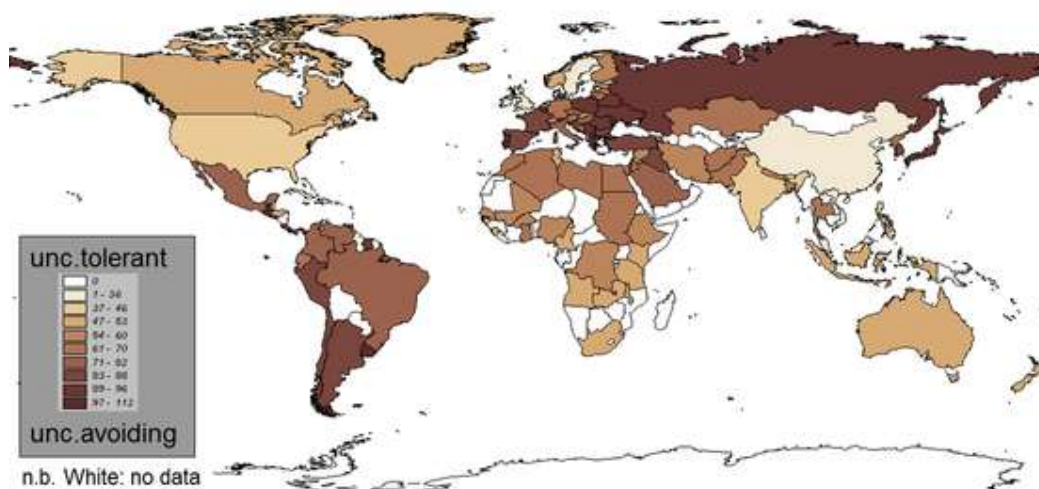 unc.tolerant
0
1 - 36
37 - 46
47 - 53
54 - 60
61 - 70
71 - 82
83 - 88
89 - 96
97 - 112
unc.avoiding
n.b. White: no data